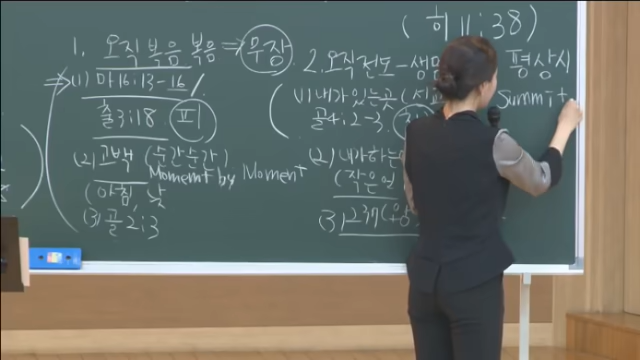 (히 11:38)
1. 오직 복음 복음 ⇒ 무장
⇒ (1) 마 16:13-16
출 3:18 피
(2) 고백 (순간순간)
Moment by Moment
(아침, 낮
(3) 골 2:3
2. 오직 전도 -
평상시
(1) 내가 있는 곳
골 4:2-3
Summit
(2) 내가 하는
(작은 일
(3) 237